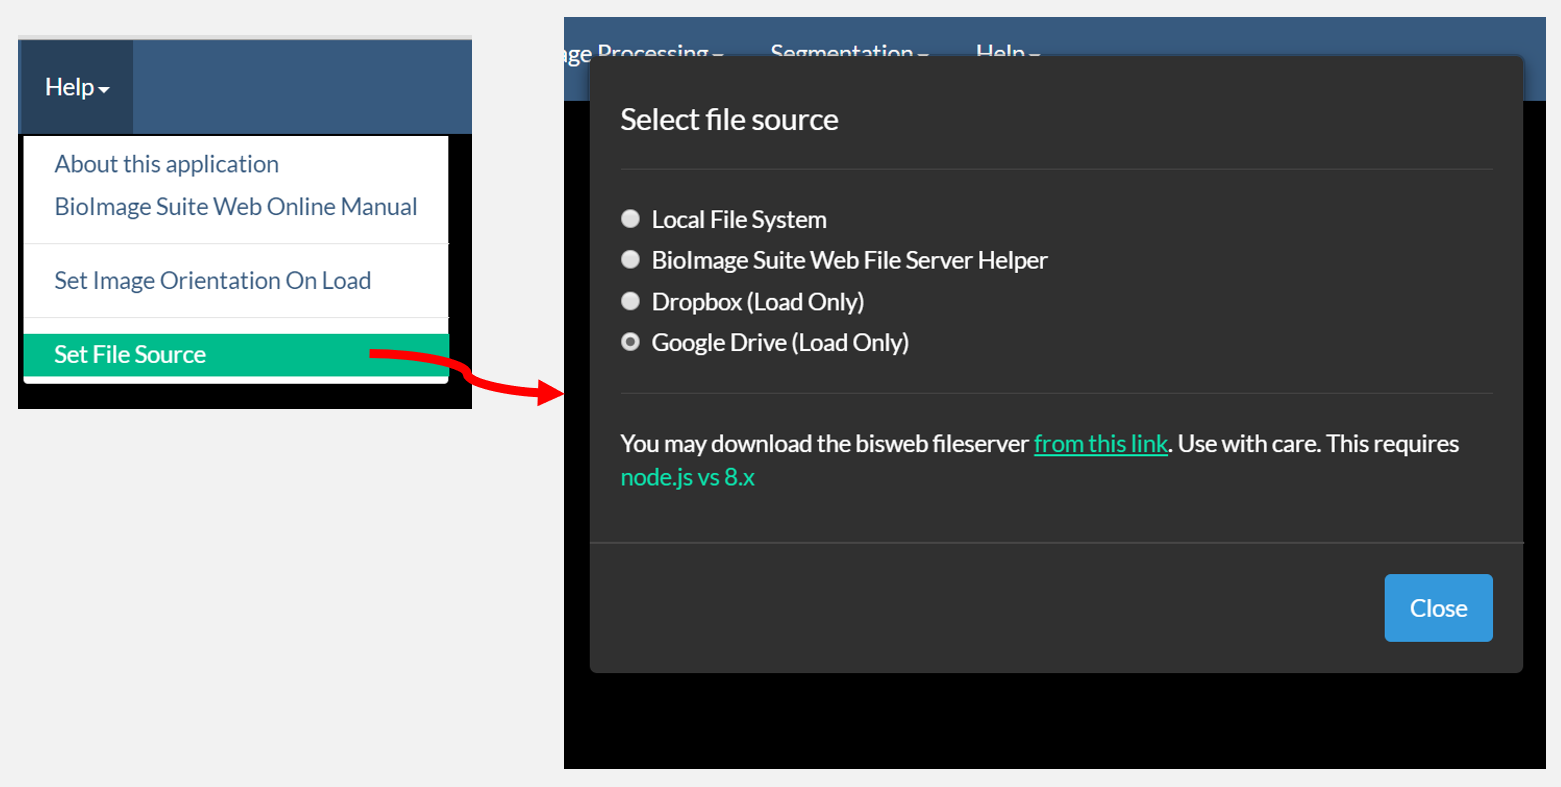 Help
About this application
BioImage Suite Web Online Manual
Set Image Orientation On Load
Set File Source
age Processing
Segmentation
Help
Select file source
Local File System
BioImage Suite Web File Server Helper
Dropbox (Load Only)
Google Drive (Load Only)
You may download the bisweb fileserver from this link. Use with care. This requires
node.js vs 8.x
Close